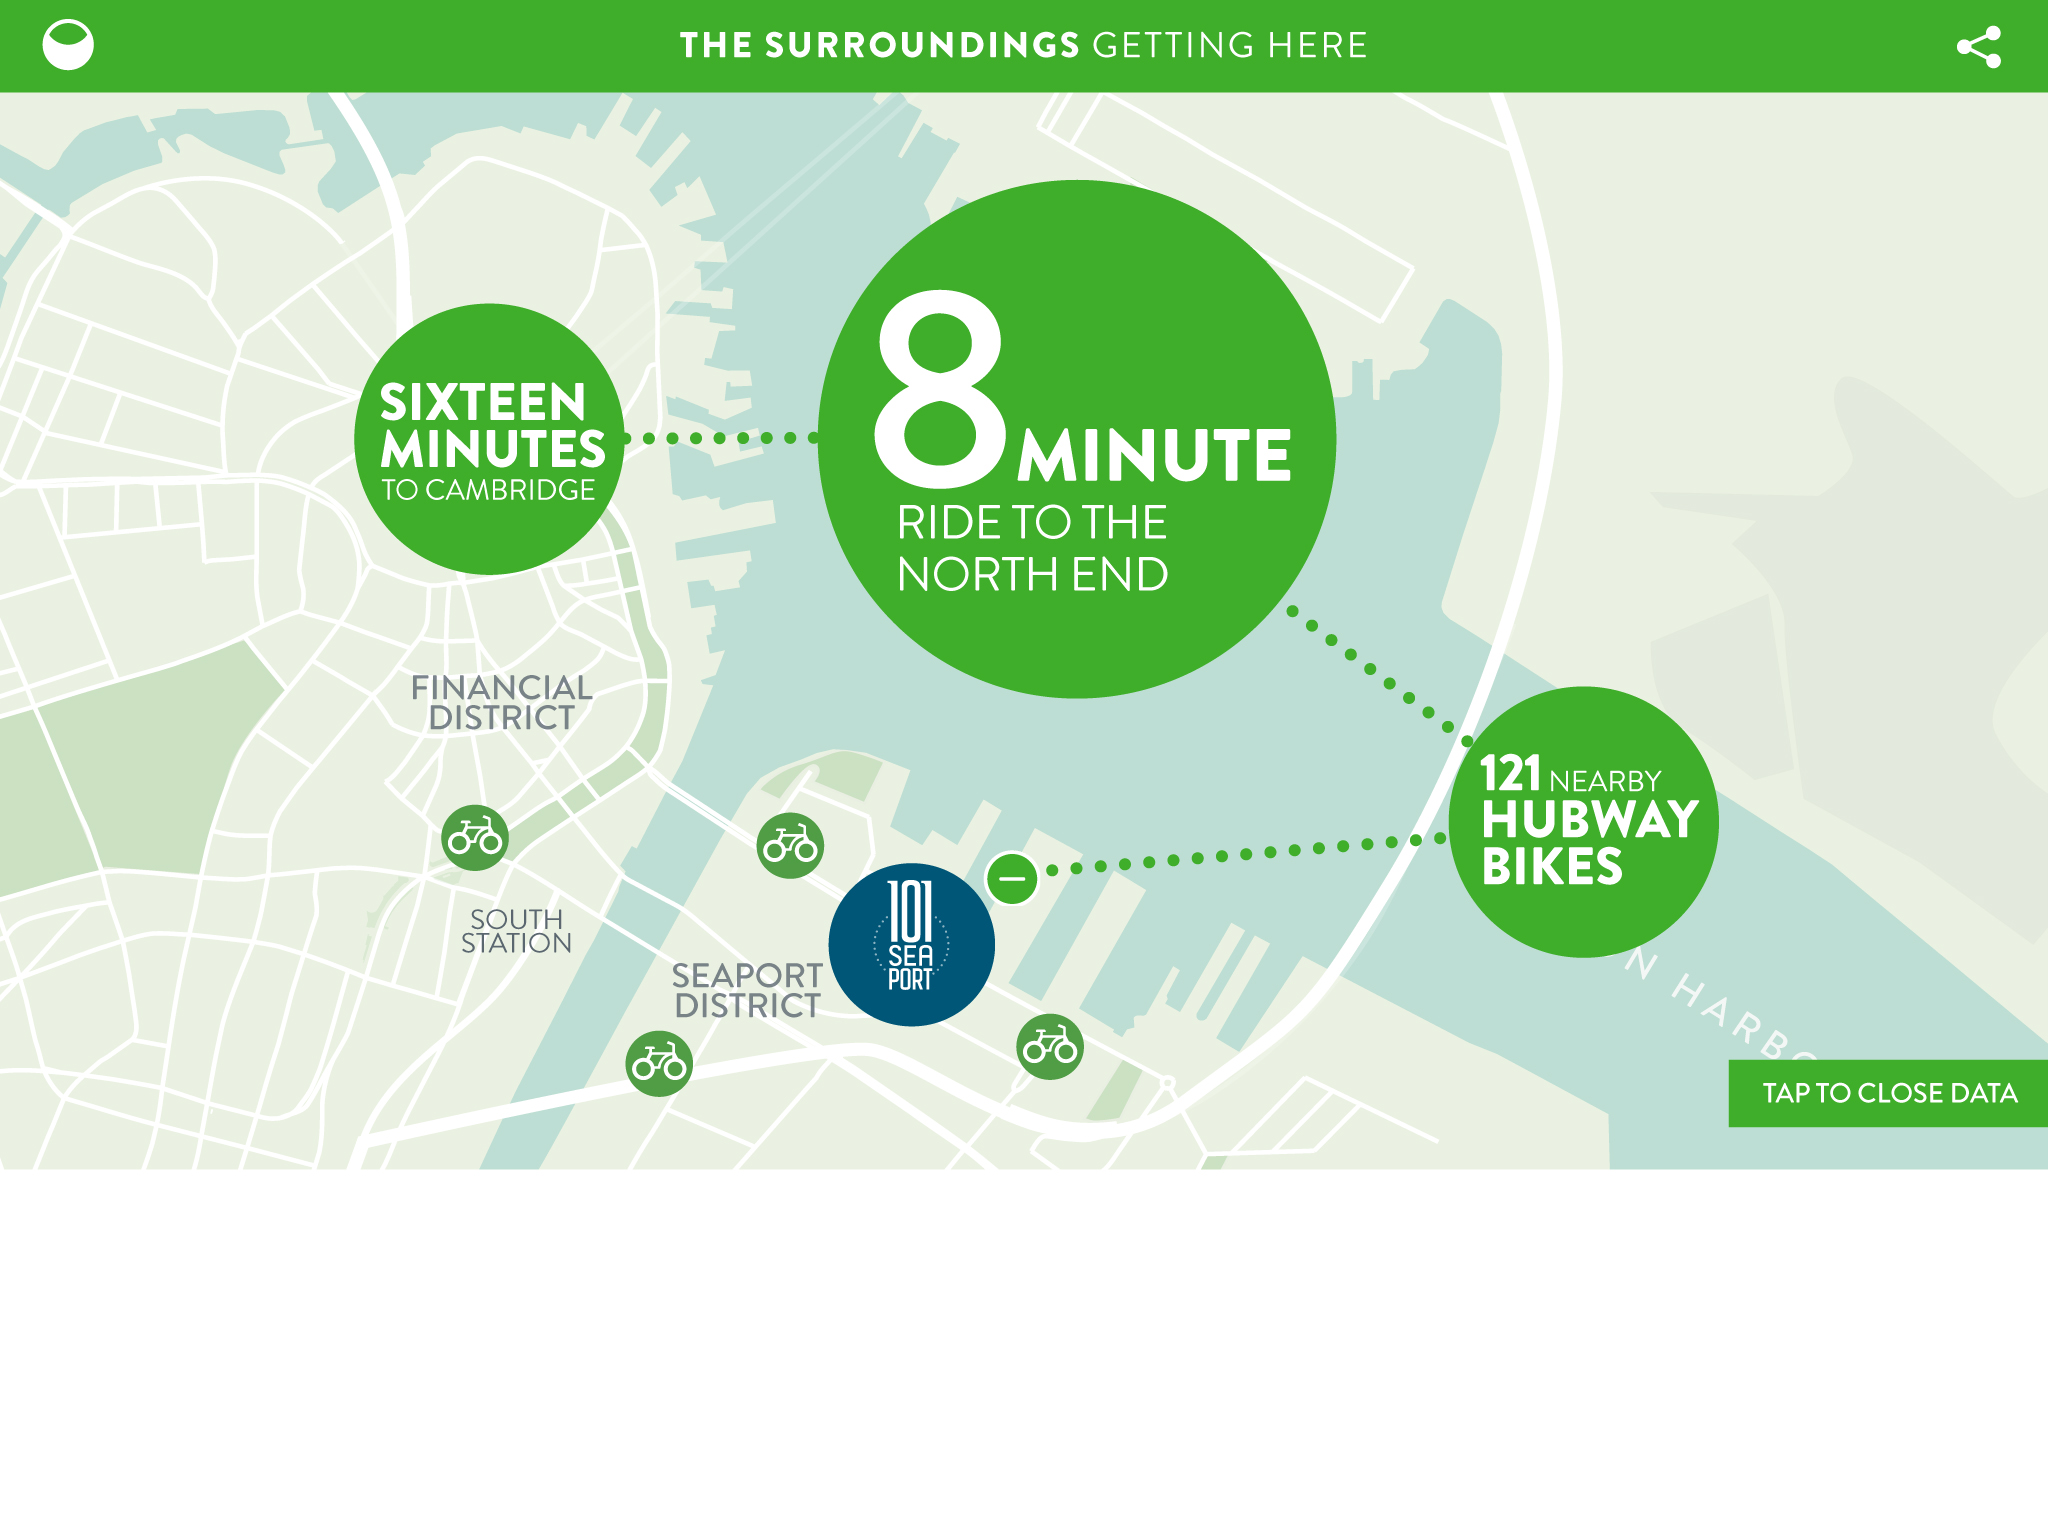 THE SURROUNDINGS GETTING HERE
SIXTEEN
MINUTES
TO CAMBRIDGE
8 MINUTE
RIDE TO THE
NORTH END
FINANCIAL
DISTRICT
121 NEARBY
HUBWAY
BIKES
SOUTH
STATION
101
SEA
PORT
SEAPORT
DISTRICT
N HARBO
TAP TO CLOSE DATA